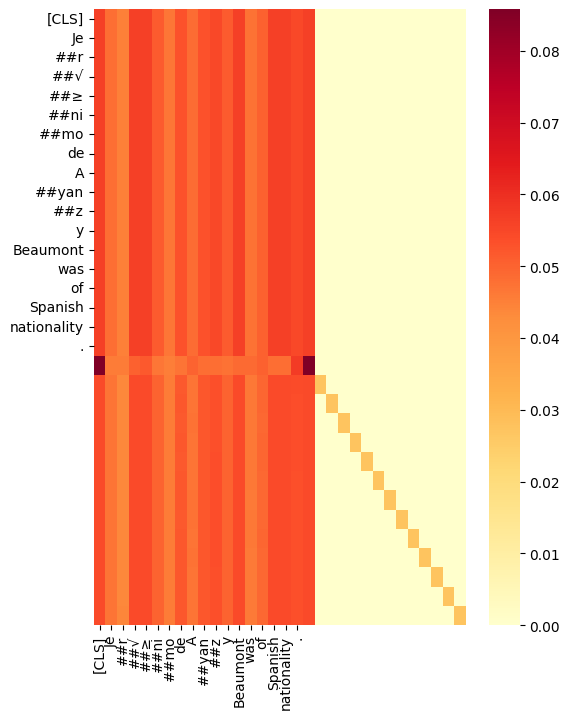 [CLS]
Je
##r
##√
##≥
##ni
##mo
de
A
##yan
##z
y
Beaumont
was
of
Spanish
nationality
.
0.08
0.07
0.06
0.05
0.04
0.03
0.02
0.01
0.00
[CLS]
Je
##r
##√
##≥
##ni
##mo
de
A
##yan
##z
y
Beaumont
was
of
Spanish
nationality
.